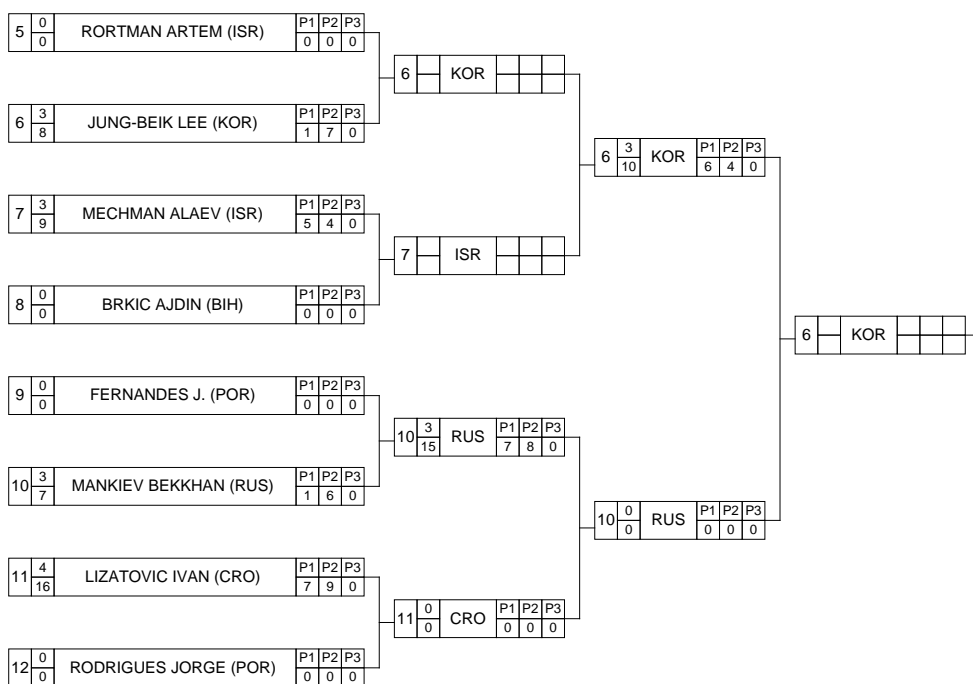 5 0 RORTMAN ARTEM (ISR) P1 P2 P3
0 0 0 0
6 KOR
6 3 JUNG-BEIK LEE (KOR) P1 P2 P3
8 1 7 0
6 3 KOR P1 P2 P3
10 6 4 0
7 3 MECHMAN ALAEV (ISR) P1 P2 P3
9 5 4 0
7 ISR
8 0 BRKIC AJDIN (BIH) P1 P2 P3
0 0 0 0
6 KOR
9 0 FERNANDES J. (POR) P1 P2 P3
0 0 0 0
10 3 RUS P1 P2 P3
15 7 8 0
10 3 MANKIEV BEKKHAN (RUS) P1 P2 P3
7 1 6 0
10 0 RUS P1 P2 P3
0 0 0 0
11 4 LIZATOVIC IVAN (CRO) P1 P2 P3
16 7 9 0
11 0 CRO P1 P2 P3
0 0 0 0
12 0 RODRIGUES JORGE (POR) P1 P2 P3
0 0 0 0